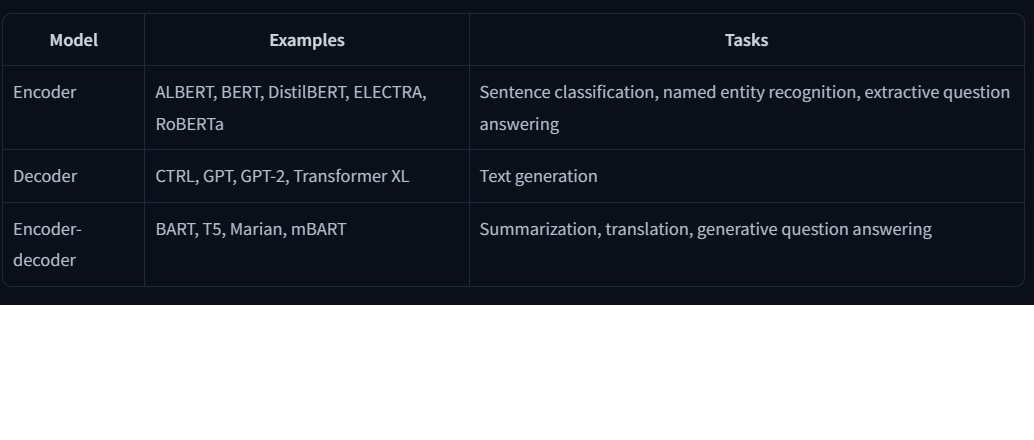 Model Examples Tasks
Encoder ALBERT, BERT, DistilBERT, ELECTRA, Sentence classification, named entity recognition, extractive question
RoBERTa answering
Decoder CTRL, GPT, GPT-2, Transformer XL Text generation
Encoder- BART, T5, Marian, mBART Summarization, translation, generative question answering
decoder